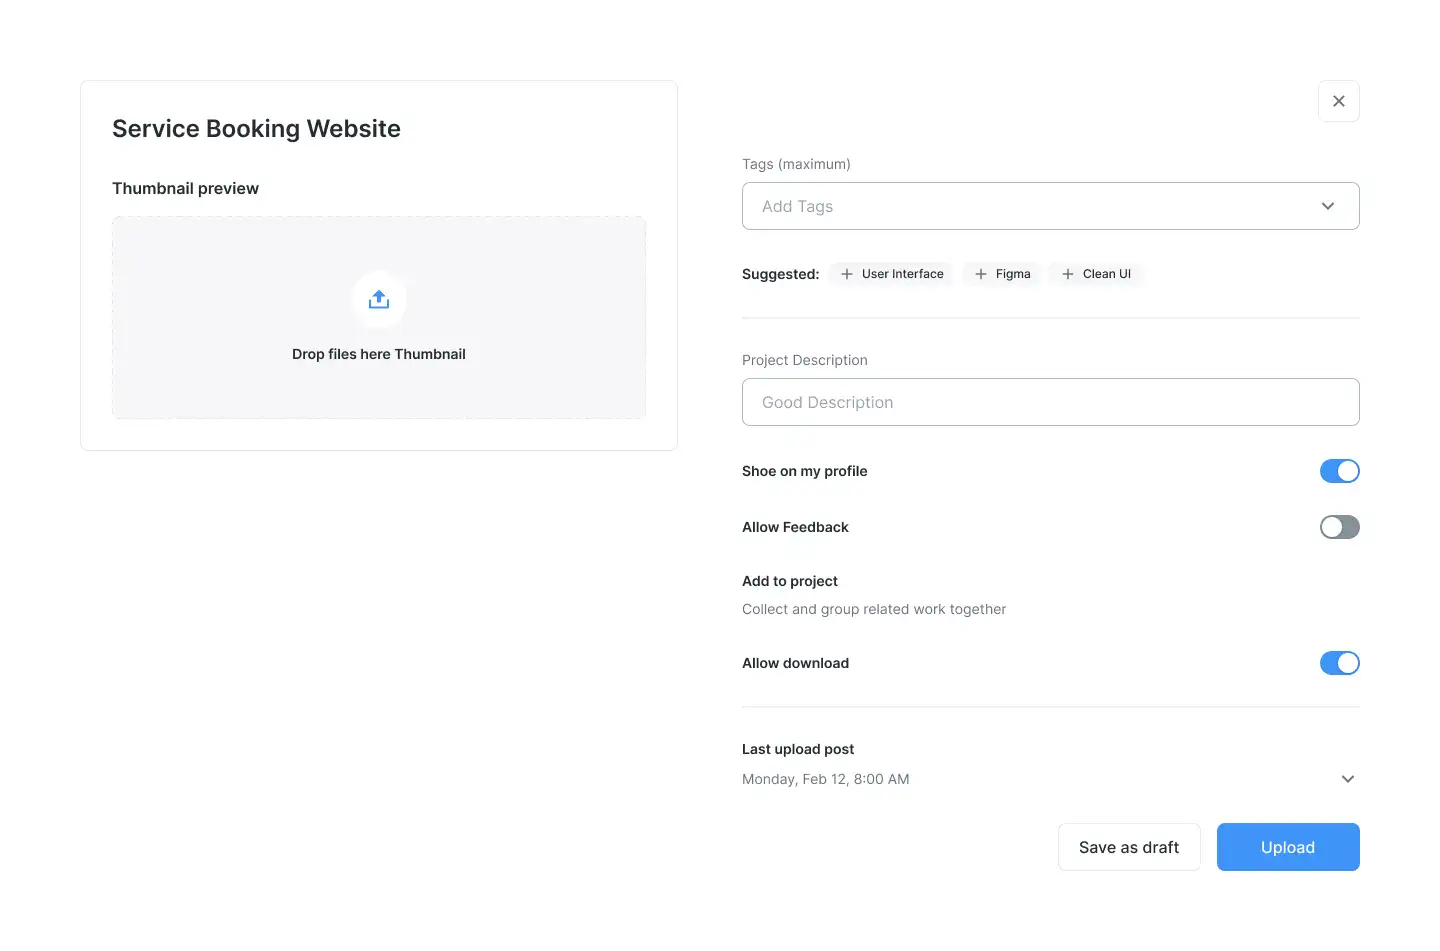 Service Booking Website
Thumbnail preview
Drop files here Thumbnail
Tags (maximum)
Add Tags
Suggested: User Interface Figma Clean UI
Project Description
Good Description
Shoe on my profile
Allow Feedback
Add to project
Collect and group related work together
Allow download
Last upload post
Monday, Feb 12, 8:00 AM
Save as draft Upload